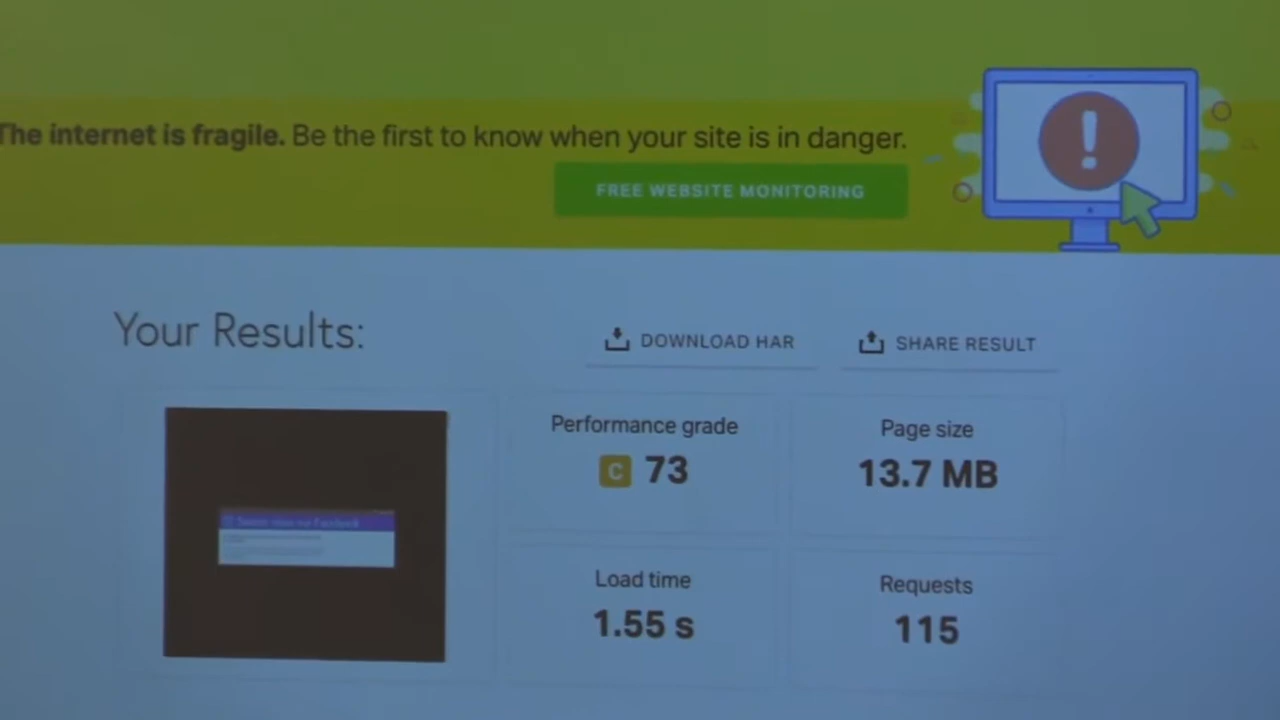 The internet is fragile. Be the first to know when your site is in danger.
FREE WEBSITE MONITORING
Your Results:
DOWNLOAD HAR
SHARE RESULT
Performance grade
C 73
Page size
13.7 MB
Load time
1.55 s
Requests
115